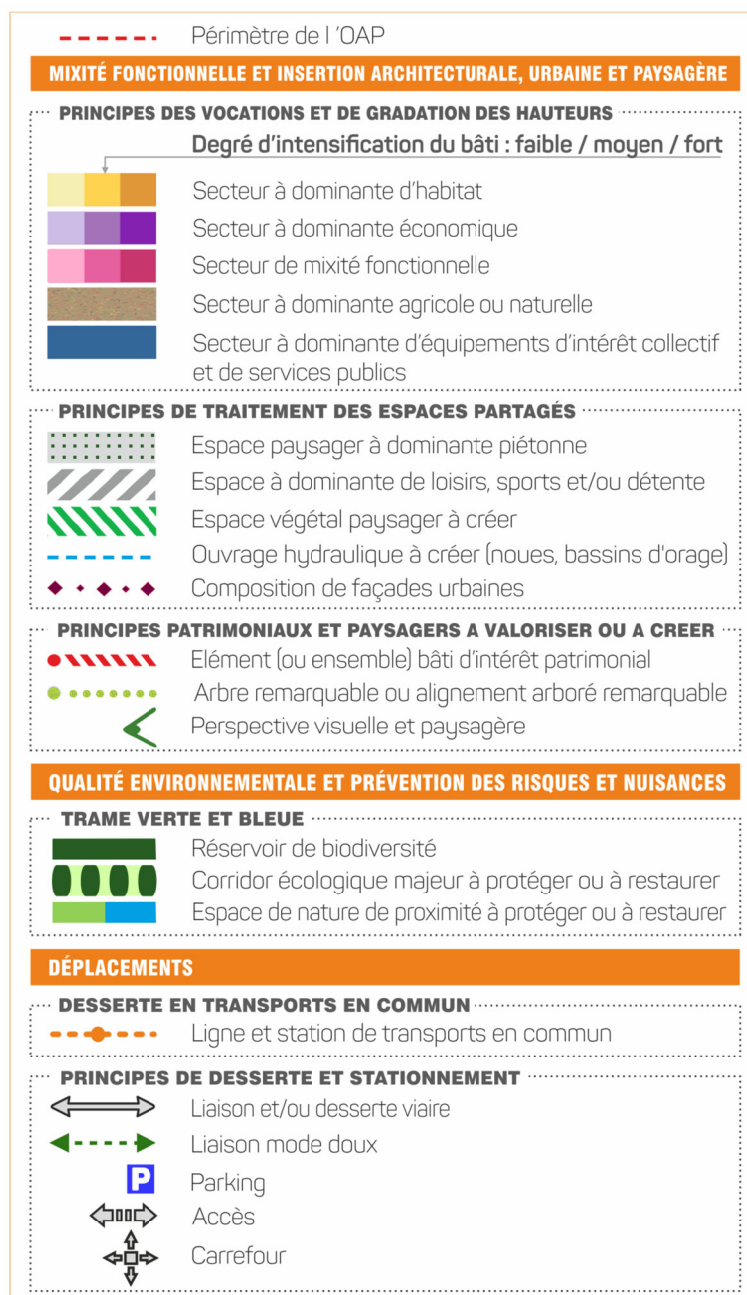 Périmètre de l 'OAP
MIXITÉ FONCTIONNELLE ET INSERTION ARCHITECTURALE, URBAINE ET PAYSAGÈRE
PRINCIPES DES VOCATIONS ET DE GRADATION DES HAUTEURS
Degré d'intensification du bâti : faible / moyen / fort
Secteur à dominante d'habitat
Secteur à dominante économique
Secteur de mixité fonctionnelle
Secteur à dominante agricole ou naturelle
Secteur à dominante d'équipements d'intérêt collectif
et de services publics
PRINCIPES DE TRAITEMENT DES ESPACES PARTAGÉS
Espace paysager à dominante piétonne
Espace à dominante de loisirs, sports et/ou détente
Espace végétal paysager à créer
Ouvrage hydraulique à créer (noues, bassins d'orage)
Composition de façades urbaines
PRINCIPES PATRIMONIAUX ET PAYSAGERS A VALORISER OU A CREER
Elément (ou ensemble) bâti d'intérêt patrimonial
Arbre remarquable ou alignement arboré remarquable
Perspective visuelle et paysagère
QUALITÉ ENVIRONNEMENTALE ET PRÉVENTION DES RISQUES ET NUISANCES
TRAME VERTE ET BLEUE
Réservoir de biodiversité
Corridor écologique majeur à protéger ou à restaurer
Espace de nature de proximité à protéger ou à restaurer
DÉPLACEMENTS
DESSERTE EN TRANSPORTS EN COMMUN
Ligne et station de transports en commun
PRINCIPES DE DESSERTE ET STATIONNEMENT
Liaison et/ou desserte viaire
Liaison mode doux
P Parking
Accès
Carrefour